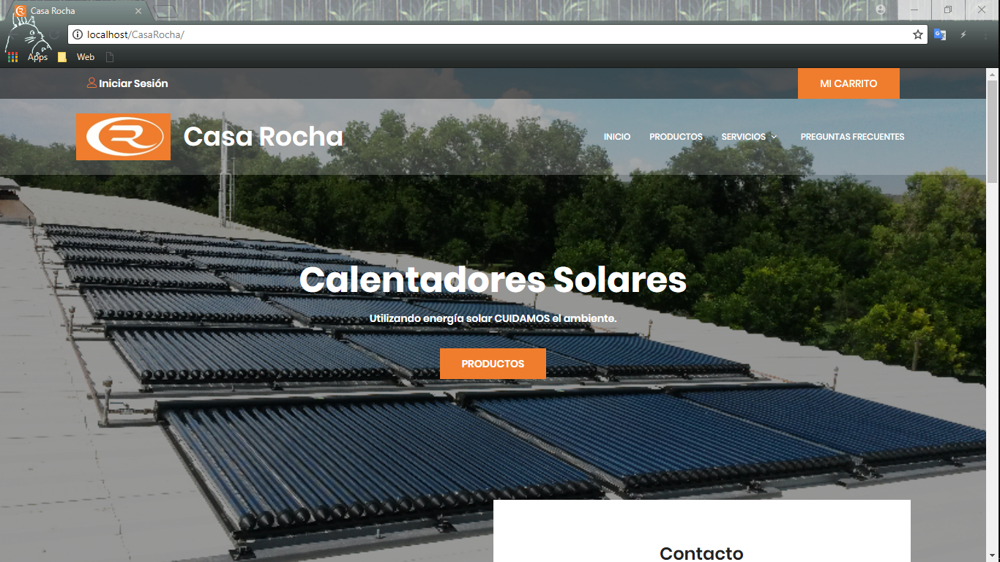 Casa Rocha
localhost/CasaRocha/
Apps Web
Iniciar Sesión
MI CARRITO
Casa Rocha
INICIO PRODUCTOS SERVICIOS PREGUNTAS FRECUENTES
Calentadores Solares
Utilizando energía solar CUIDAMOS el ambiente.
PRODUCTOS
Contacto